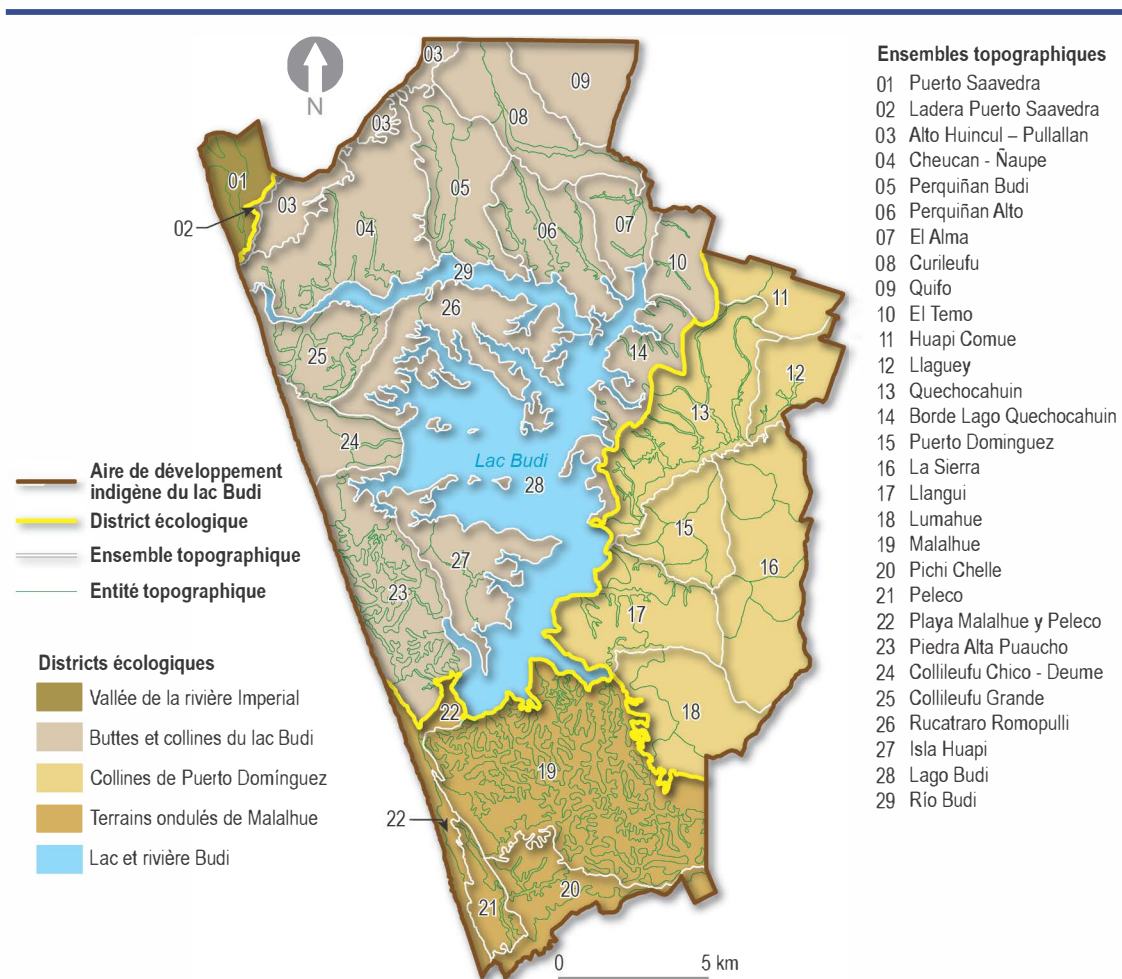 N
03
09
08
03
01
03
05
02
04
06
07
10
29
26
11
14
25
12
13
24
Lac Budi
28
15
27
16
23
17
22
18
19
22
20
21
0 5 km
Aire de développement
indigène du lac Budi
District écologique
Ensemble topographique
Entité topographique
Districts écologiques
Vallée de la rivière Imperial
Buttes et collines du lac Budi
Collines de Puerto Domínguez
Terrains ondulés de Malalhue
Lac et rivière Budi
Ensembles topographiques
01 Puerto Saavedra
02 Ladera Puerto Saavedra
03 Alto Huincul – Pullallan
04 Cheucan - Ñaupe
05 Perquiñan Budi
06 Perquiñan Alto
07 El Alma
08 Curileufu
09 Quifo
10 El Temo
11 Huapi Comue
12 Llaguey
13 Quechocahuin
14 Borde Lago Quechocahuin
15 Puerto Dominguez
16 La Sierra
17 Llangui
18 Lumahue
19 Malalhue
20 Pichi Chelle
21 Peleco
22 Playa Malalhue y Peleco
23 Piedra Alta Puaucho
24 Collileufu Chico - Deume
25 Collileufu Grande
26 Rucatraro Romopulli
27 Isla Huapi
28 Lago Budi
29 Río Budi